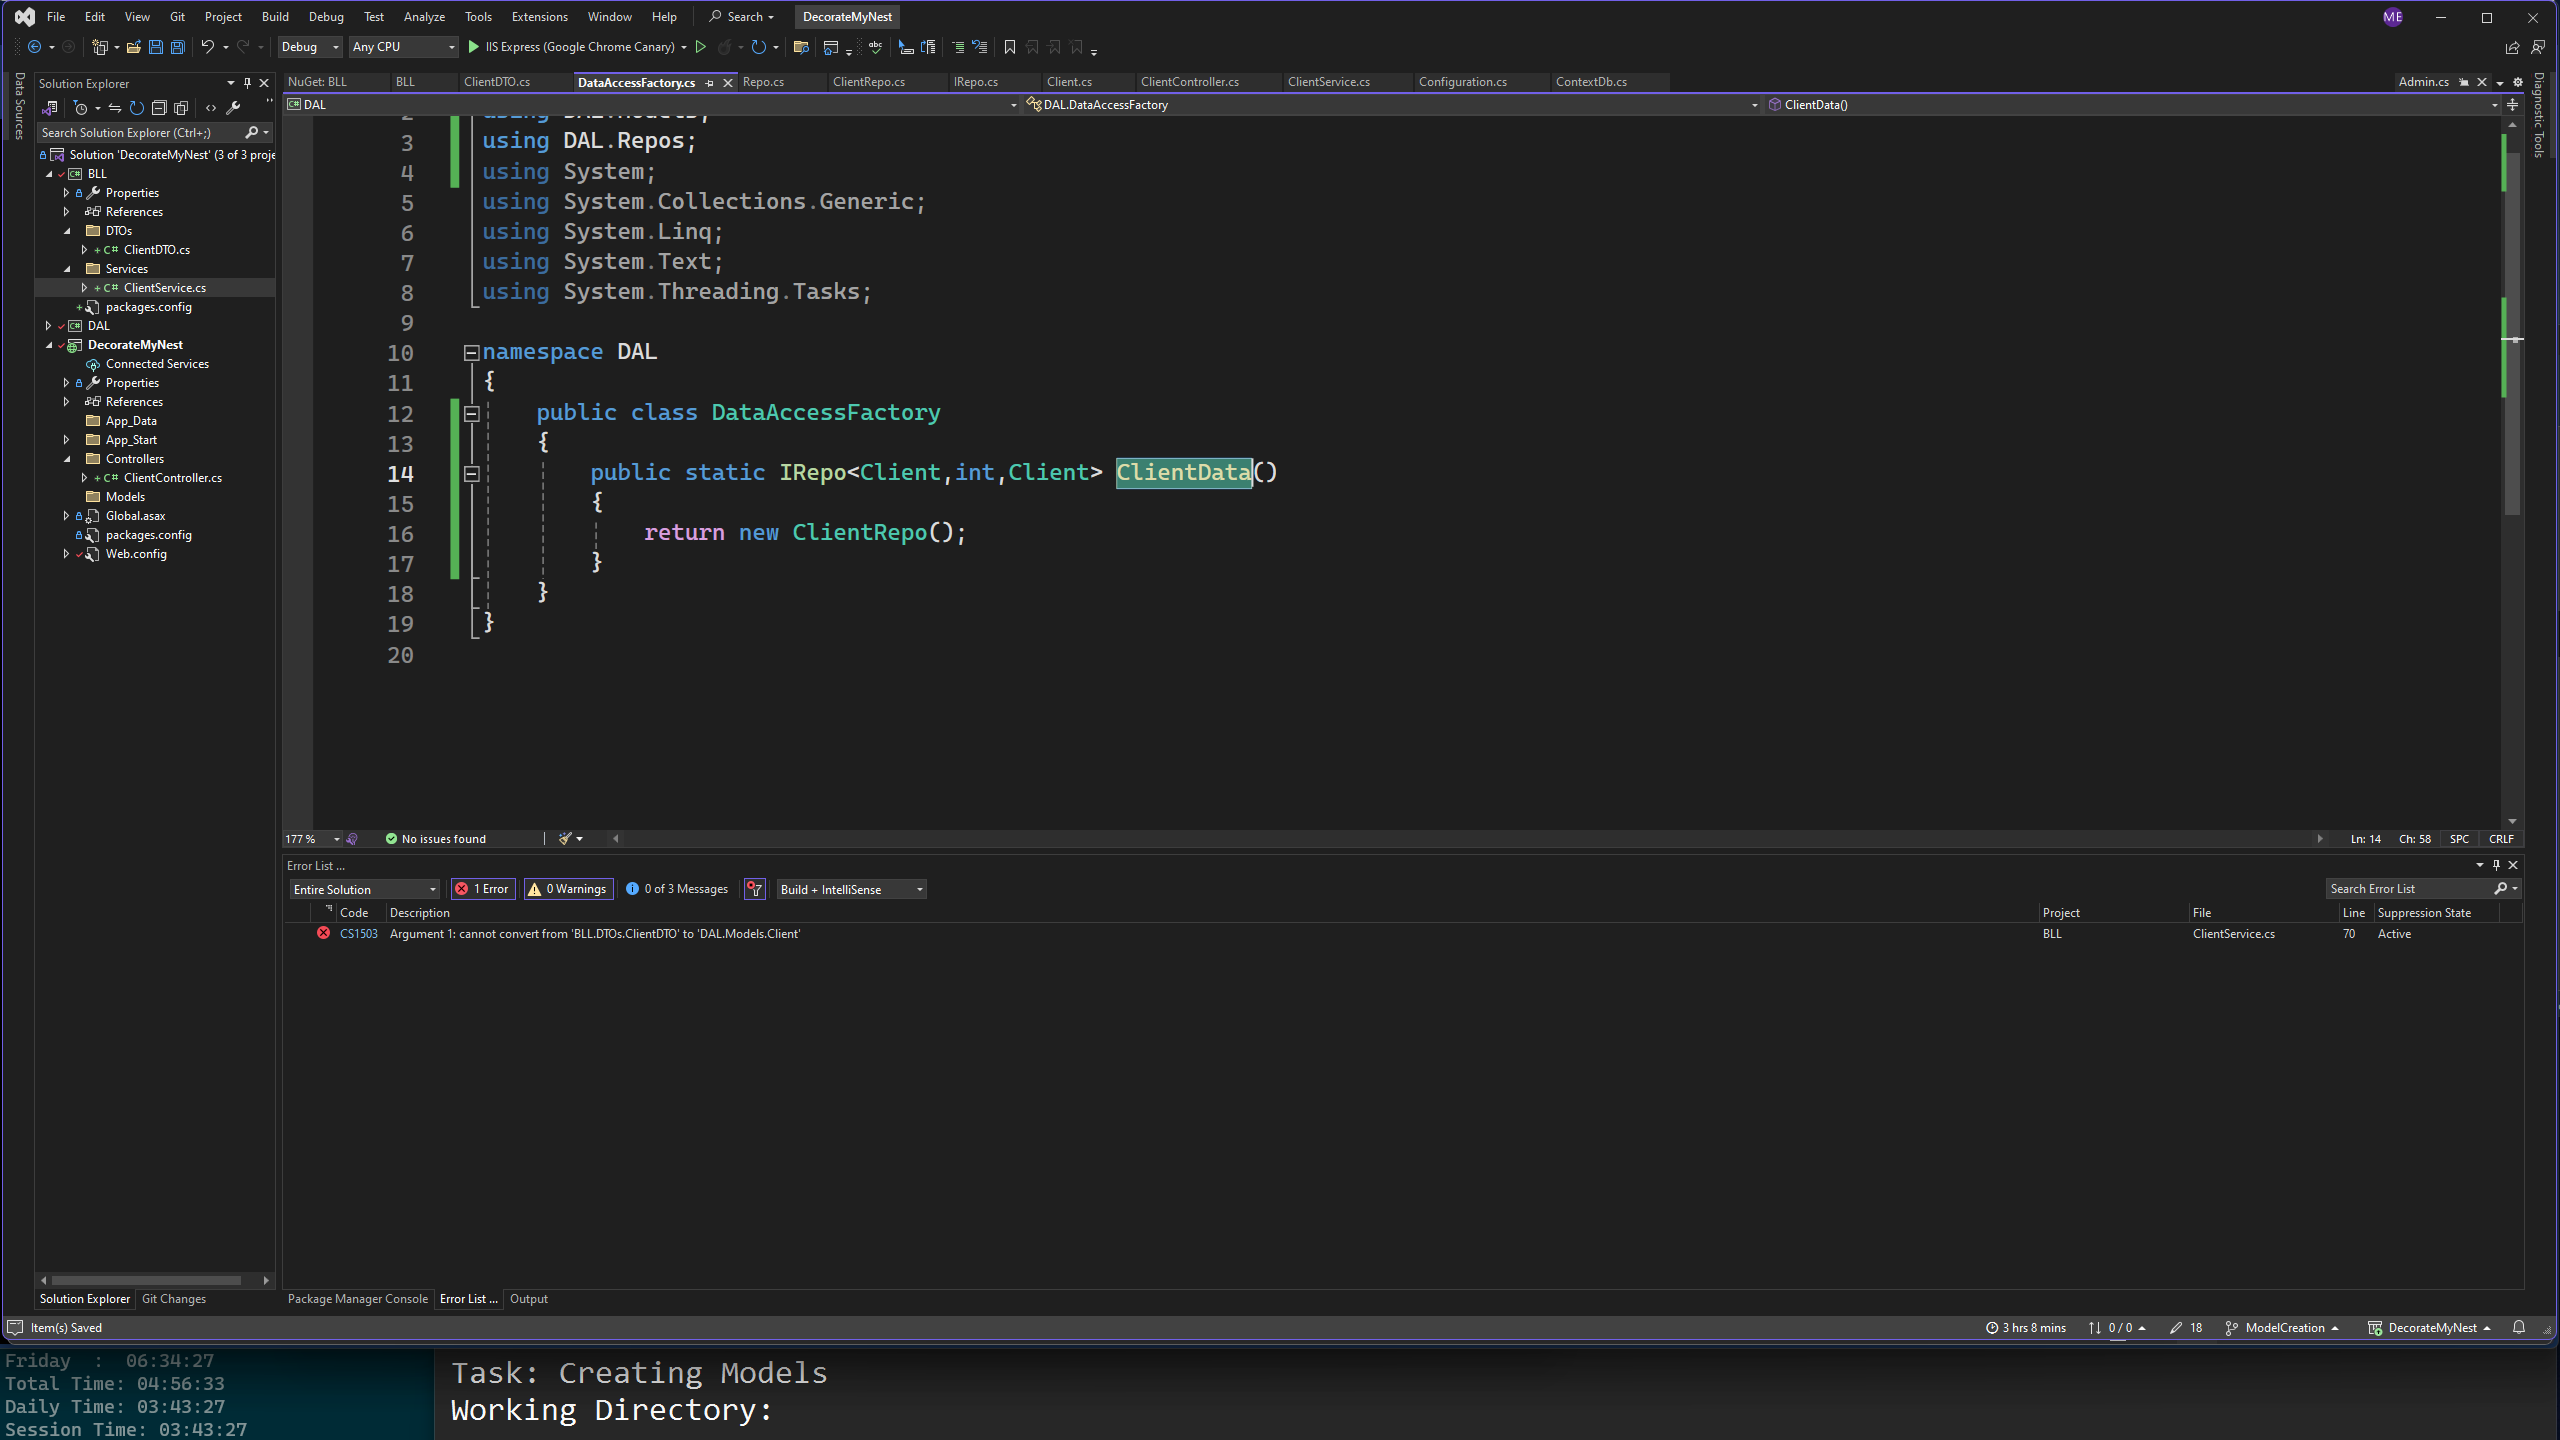 File Edit View Git Project Build Debug Test Analyze Tools Extensions Window Help Search DecorateMyNest ME
Debug Any CPU IIS Express (Google Chrome Canary)
Data Sources
Solution Explorer
Search Solution Explorer (Ctrl+;)
Solution 'DecorateMyNest' (3 of 3 proje
BLL
Properties
References
DTOs
C# ClientDTO.cs
Services
C# ClientService.cs
packages.config
DAL
DecorateMyNest
Connected Services
Properties
References
App_Data
App_Start
Controllers
C# ClientController.cs
Models
Global.asax
packages.config
Web.config
Solution Explorer Git Changes
NuGet: BLL BLL ClientDTO.cs DataAccessFactory.cs Repo.cs ClientRepo.cs IRepo.cs Client.cs ClientController.cs ClientService.cs Configuration.cs ContextDb.cs Admin.cs
DAL DAL.DataAccessFactory ClientData()
3 using DAL.Repos;
4 using System;
5 using System.Collections.Generic;
6 using System.Linq;
7 using System.Text;
8 using System.Threading.Tasks;
9
10 namespace DAL
11 {
12 public class DataAccessFactory
13 {
14 public static IRepo<Client,int,Client> ClientData()
15 {
16 return new ClientRepo();
17 }
18 }
19 }
20
177 % No issues found Ln: 14 Ch: 58 SPC CRLF
Diagnostic Tools
Error List ...
Entire Solution 1 Error 0 Warnings 0 of 3 Messages Build + IntelliSense Search Error List
Code Description Project File Line Suppression State
CS1503 Argument 1: cannot convert from 'BLL.DTOs.ClientDTO' to 'DAL.Models.Client' BLL ClientService.cs 70 Active
Package Manager Console Error List ... Output
Item(s) Saved 3 hrs 8 mins 0 / 0 18 ModelCreation DecorateMyNest
Friday : 06:34:27
Total Time: 04:56:33
Daily Time: 03:43:27
Session Time: 03:43:27
Task: Creating Models
Working Directory: